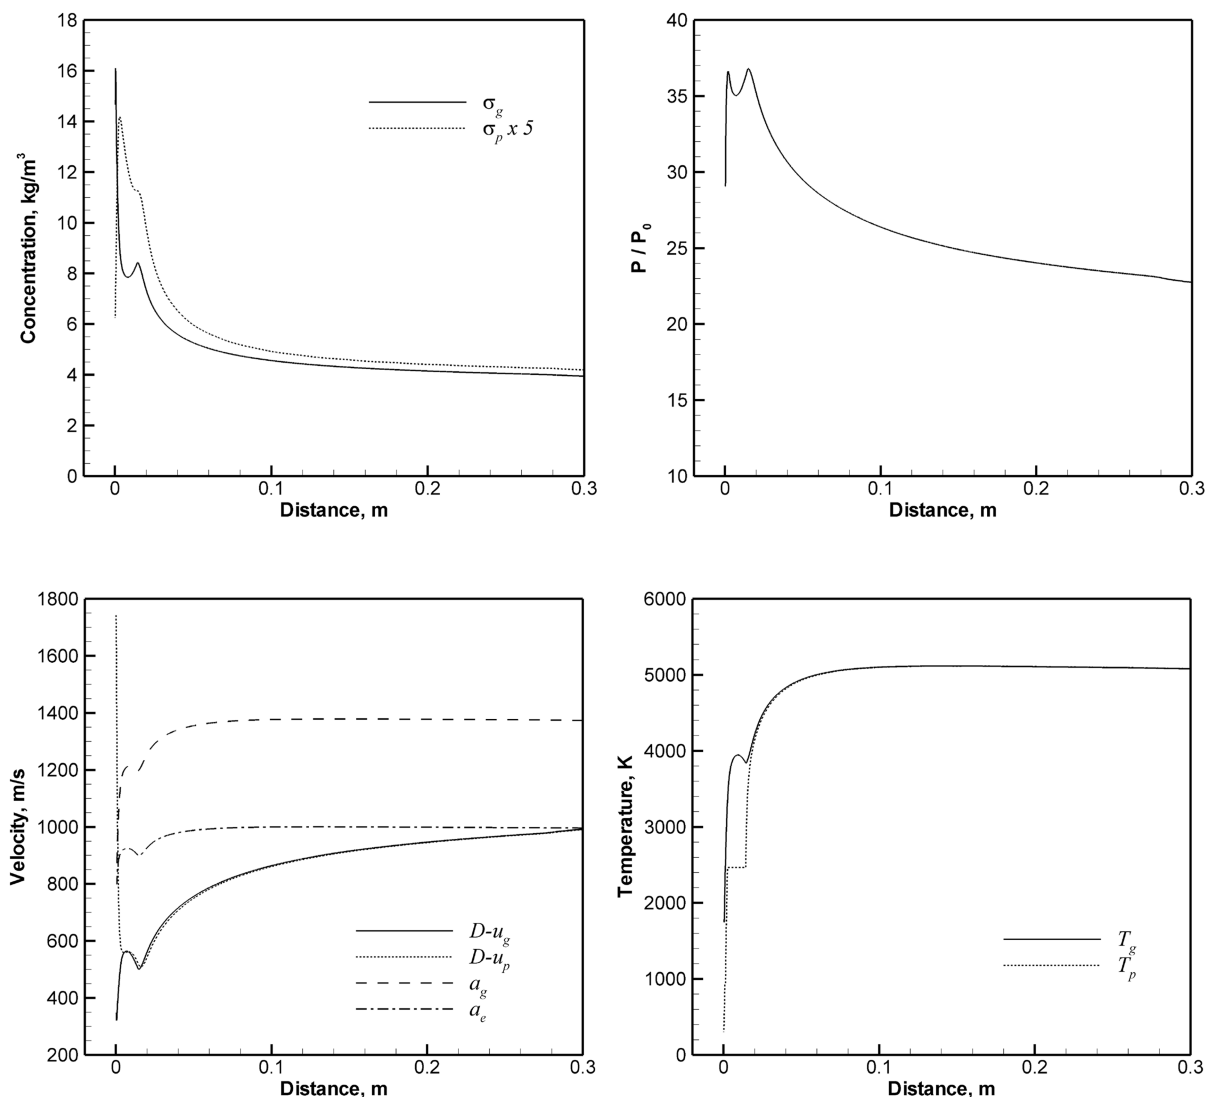 18
16
14
12
10
8
6
4
2
0
Concentration, kg/m³
σg
σp x 5
0 0.1 0.2 0.3
Distance, m
40
35
30
25
20
15
10
P / P₀
0 0.1 0.2 0.3
Distance, m
1800
1600
1400
1200
1000
800
600
400
200
Velocity, m/s
D-ug
D-up
ag
ae
0 0.1 0.2 0.3
Distance, m
6000
5000
4000
3000
2000
1000
0
Temperature, K
Tg
Tp
0 0.1 0.2 0.3
Distance, m